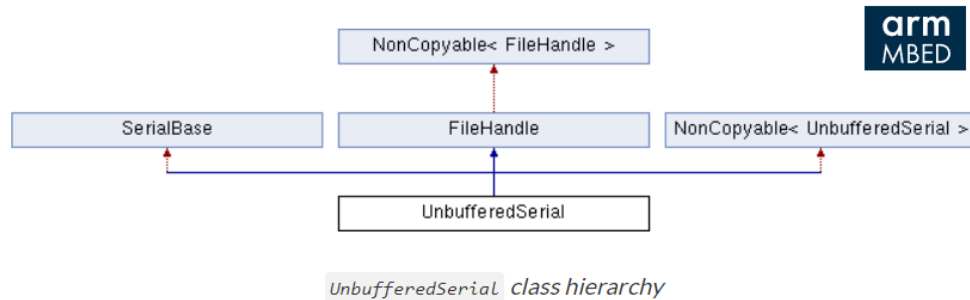 arm
MBED
NonCopyable< FileHandle >
SerialBase
FileHandle
NonCopyable< UnbufferedSerial >
UnbufferedSerial
UnbufferedSerial class hierarchy